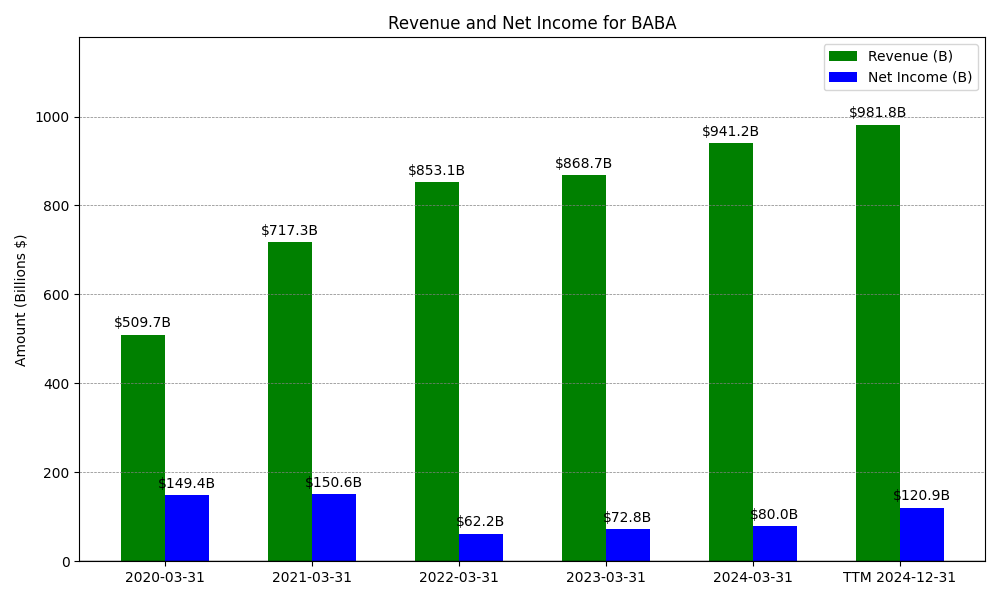 Revenue and Net Income for BABA
Revenue (B)
Net Income (B)
Amount (Billions $)
1000
800
600
400
200
0
$509.7B
$149.4B
$717.3B
$150.6B
$853.1B
$62.2B
$868.7B
$72.8B
$941.2B
$80.0B
$981.8B
$120.9B
2020-03-31
2021-03-31
2022-03-31
2023-03-31
2024-03-31
TTM 2024-12-31